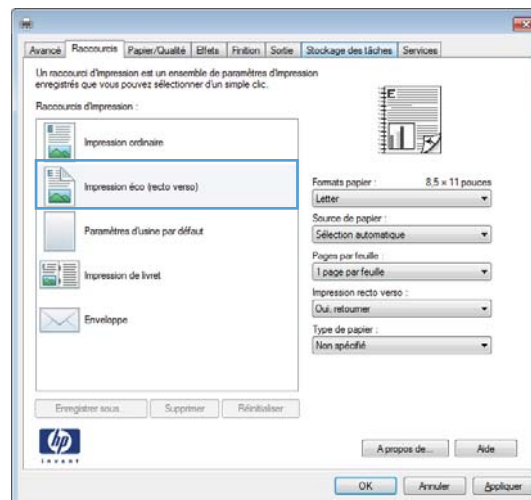 Avancé Raccourcis Papier/Qualité Effets Finition Sortie Stockage des tâches Services
Un raccourci d'impression est un ensemble de paramètres d'impression
enregistrés que vous pouvez sélectionner d'un simple clic.
Raccourcis d'impression :
Impression ordinaire
Impression éco (recto verso)
Paramètres d'usine par défaut
Impression de livret
Enveloppe
E
Formats papier : 8,5 × 11 pouces
Letter
Source de papier :
Sélection automatique
Pages par feuille :
1 page par feuille
Impression recto verso :
Oui, retourner
Type de papier :
Non spécifié
Enregistrer sous... Supprimer Réinitialiser
hp
invent
A propos de... Aide
OK Annuler Appliquer